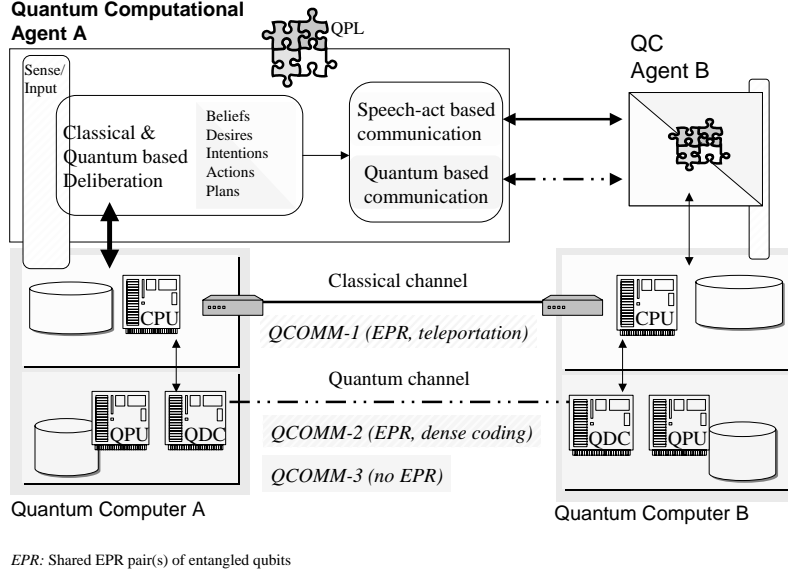 Quantum Computational
Agent A
QPL
QC
Agent B
Sense/
Input
Classical &
Quantum based
Deliberation
Beliefs
Desires
Intentions
Actions
Plans
Speech-act based
communication
Quantum based
communication
Classical channel
CPU
CPU
QCOMM-1 (EPR, teleportation)
Quantum channel
QPU
QDC
QDC
QPU
QCOMM-2 (EPR, dense coding)
QCOMM-3 (no EPR)
Quantum Computer A
Quantum Computer B
EPR: Shared EPR pair(s) of entangled qubits